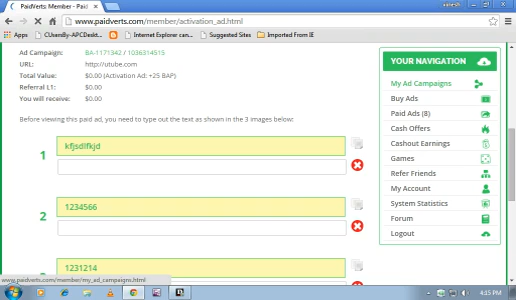 PaidVerts Member - Paid
aakash
www.paidverts.com/member/activation_ad.html
Apps
CUxendly-APCDeskt...
Internet Explorer can...
Suggested Sites
Imported From IE
Ad Campaign: BA-1171342 / 1036314515
URL: http://utube.com
Total Value: $0.00 (Activation Ad: +25 BAP)
Referral L1: $0.00
You will receive: $0.00
Before viewing this paid ad, you need to type out the text as shown in the 3 images below:
1
kfjsdlfkjd
2
1234566
3
1231214
YOUR NAVIGATION
My Ad Campaigns
Buy Ads
Paid Ads (8)
Cash Offers
Cashout Earnings
Games
Refer Friends
My Account
System Statistics
Forum
Logout
www.paidverts.com/member/my_ad_campaigns.html
4:45 PM